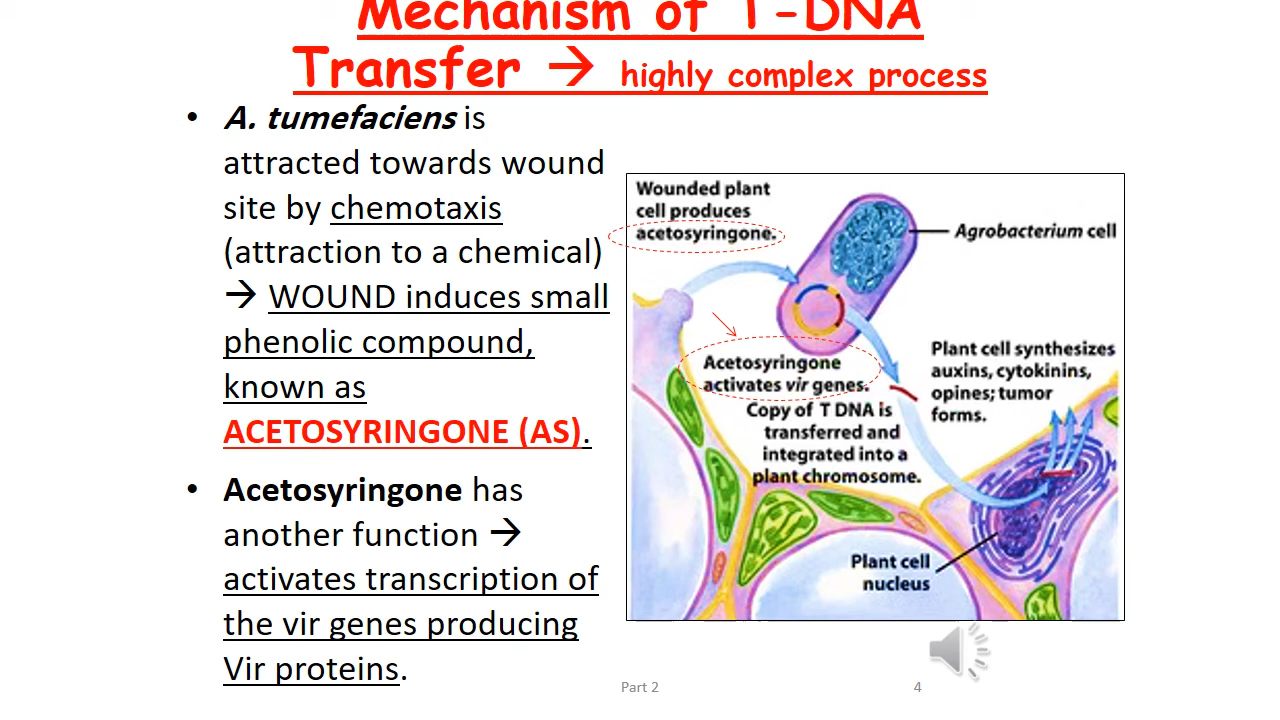 Mechanism of T-DNA
Transfer → highly complex process
• A. tumefaciens is
attracted towards wound
site by chemotaxis
(attraction to a chemical)
→ WOUND induces small
phenolic compound,
known as
ACETOSYRINGONE (AS).
• Acetosyringone has
another function →
activates transcription of
the vir genes producing
Vir proteins.
Wounded plant
cell produces
acetosyringone.
Agrobacterium cell
Acetosyringone
activates vir genes.
Copy of T DNA is
transferred and
integrated into a
plant chromosome.
Plant cell synthesizes
auxins, cytokinins,
opines; tumor
forms.
Plant cell
nucleus
Part 2
4